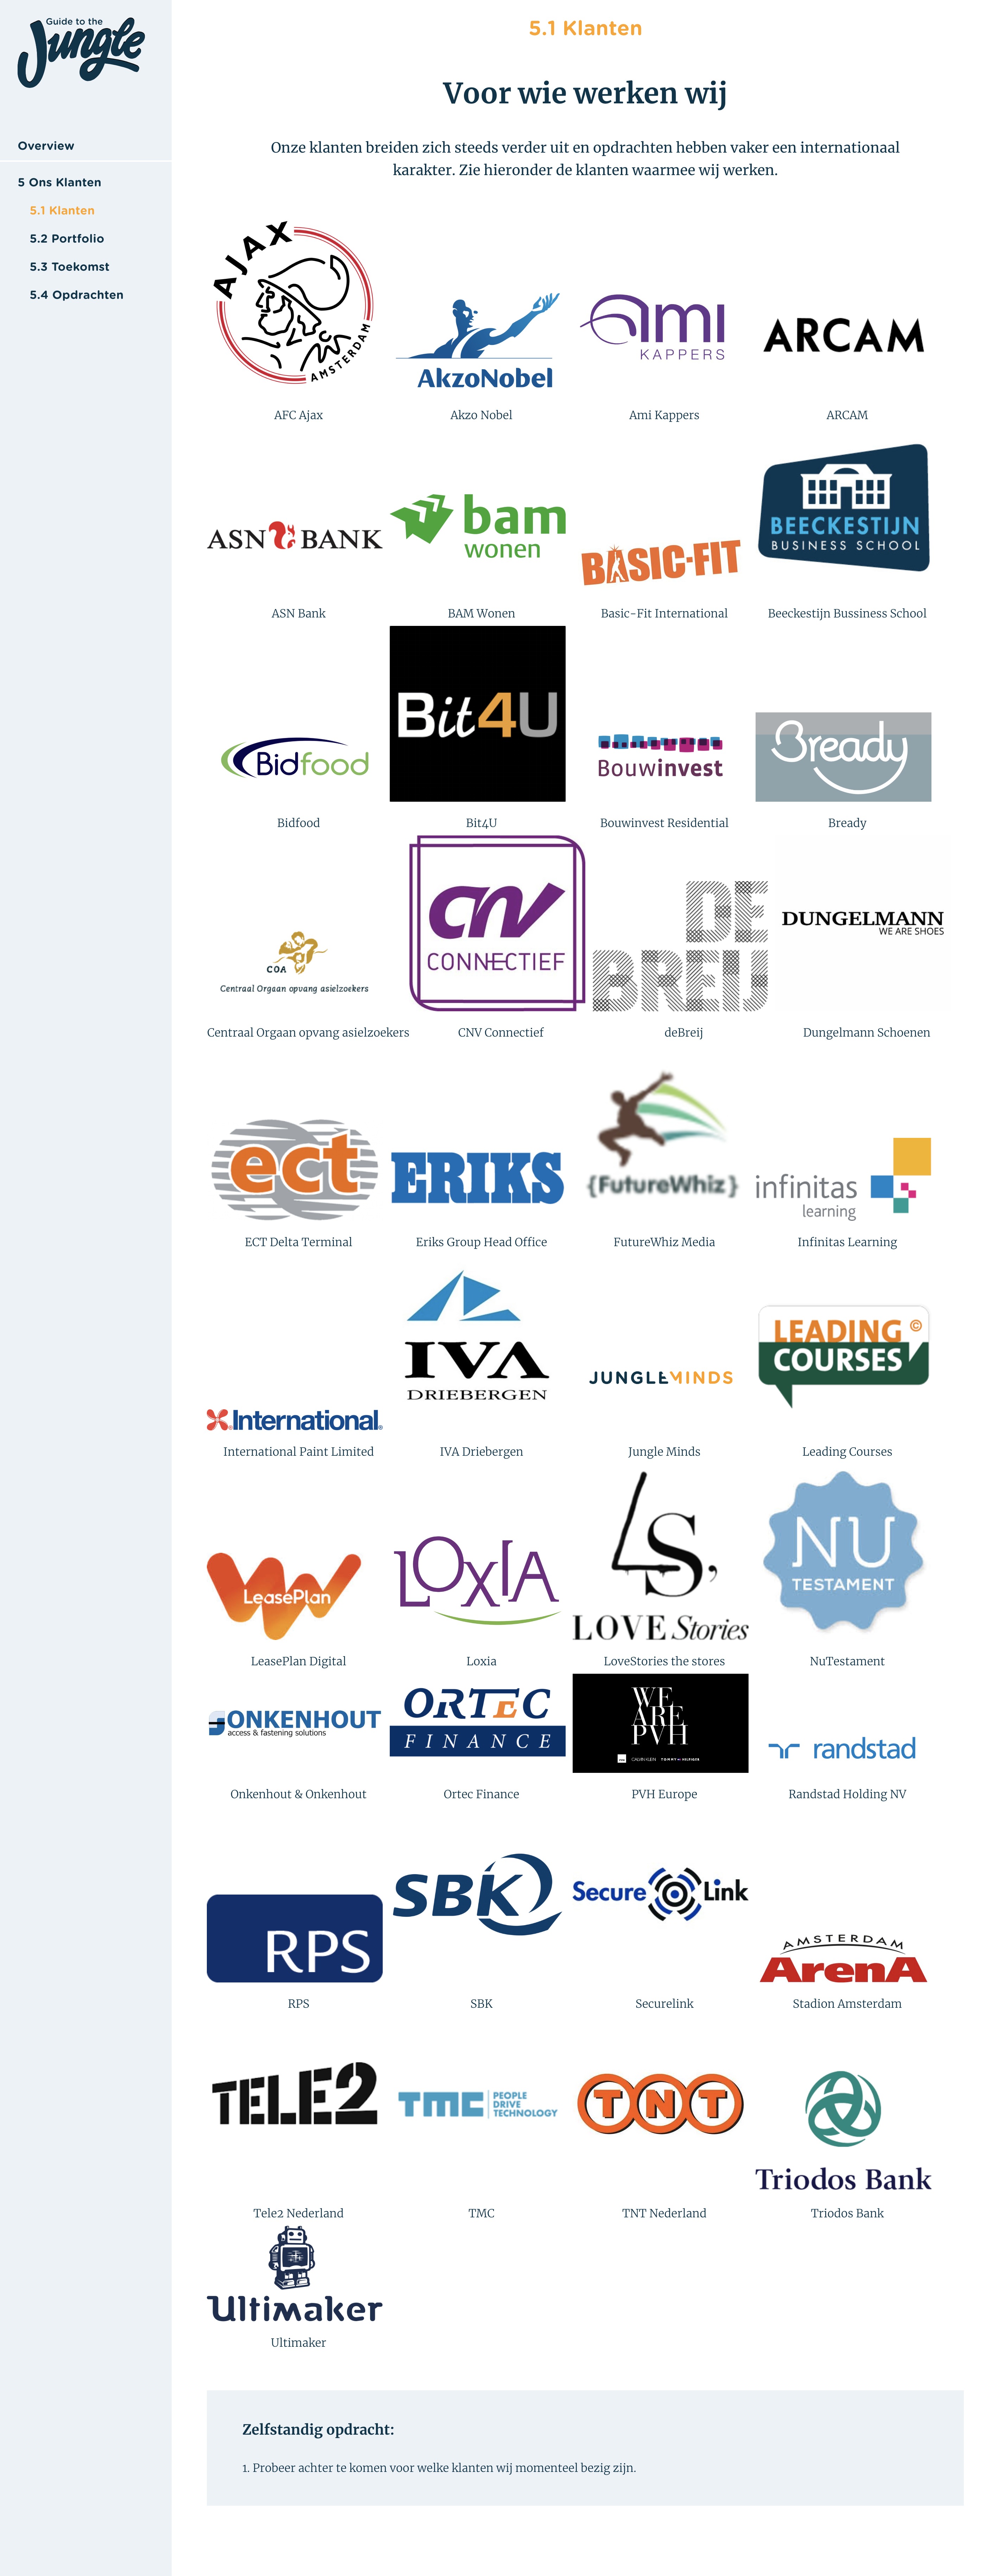 Guide to the
Jungle
Overview
5 Ons Klanten
5.1 Klanten
5.2 Portfolio
5.3 Toekomst
5.4 Opdrachten
5.1 Klanten
Voor wie werken wij
Onze klanten breiden zich steeds verder uit en opdrachten hebben vaker een internationaal
karakter. Zie hieronder de klanten waarmee wij werken.
AJAX
AMSTERDAM
AkzoNobel
Ami
KAPPERS
ARCAM
AFC Ajax
Akzo Nobel
Ami Kappers
ARCAM
ASN BANK
bam
wonen
BASIC-FIT
BEECKESTIJN
BUSINESS SCHOOL
ASN Bank
BAM Wonen
Basic-Fit International
Beeckestijn Bussiness School
Bidfood
Bit4U
Bouwinvest
Bready
Bidfood
Bit4U
Bouwinvest Residential
Bready
COA
Centraal Orgaan opvang asielzoekers
CNV
CONNECTIEF
DE
BREIJ
DUNGELMANN
WE ARE SHOES
Centraal Orgaan opvang asielzoekers
CNV Connectief
deBreij
Dungelmann Schoenen
ect
ERIKS
{FutureWhiz}
infinitas
learning
ECT Delta Terminal
Eriks Group Head Office
FutureWhiz Media
Infinitas Learning
International®
IVA
DRIEBERGEN
JUNGLEMINDS
LEADING ©
COURSES
International Paint Limited
IVA Driebergen
Jungle Minds
Leading Courses
LeasePlan
LOXIA
LS,
LOVE Stories
NU
TESTAMENT
LeasePlan Digital
Loxia
LoveStories the stores
NuTestament
ONKENHOUT
access & fastening solutions
ORTEC
FINANCE
WE
ARE
PVH
CALVIN KLEIN TOMMY HILFIGER
randstad
Onkenhout & Onkenhout
Ortec Finance
PVH Europe
Randstad Holding NV
RPS
SBK
Secure Link
AMSTERDAM
ArenA
RPS
SBK
Securelink
Stadion Amsterdam
TELE2
TMC PEOPLE
DRIVE
TECHNOLOGY
TNT
Triodos Bank
Tele2 Nederland
TMC
TNT Nederland
Triodos Bank
Ultimaker
Ultimaker
Zelfstandig opdracht:
1. Probeer achter te komen voor welke klanten wij momenteel bezig zijn.